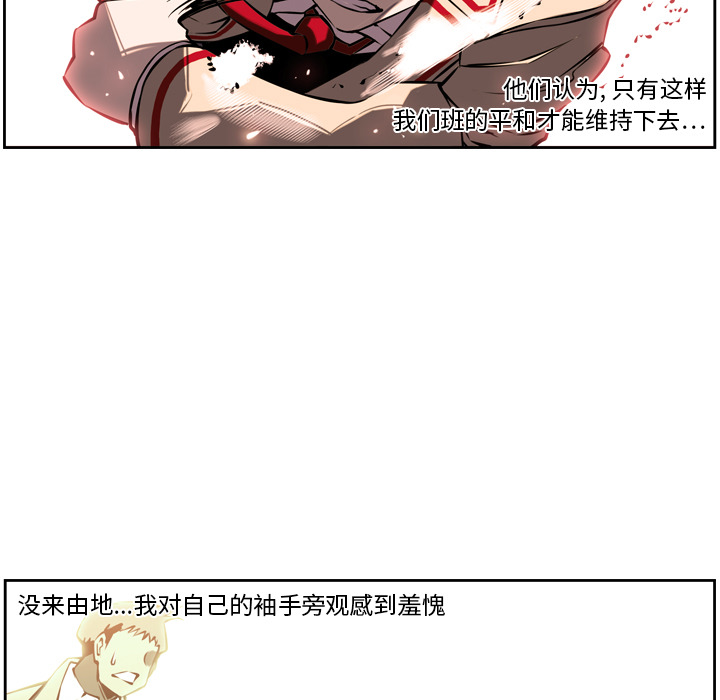 他们认为, 只有这样
我们班的平和才能维持下去...
没来由地...我对自己的袖手旁观感到羞愧